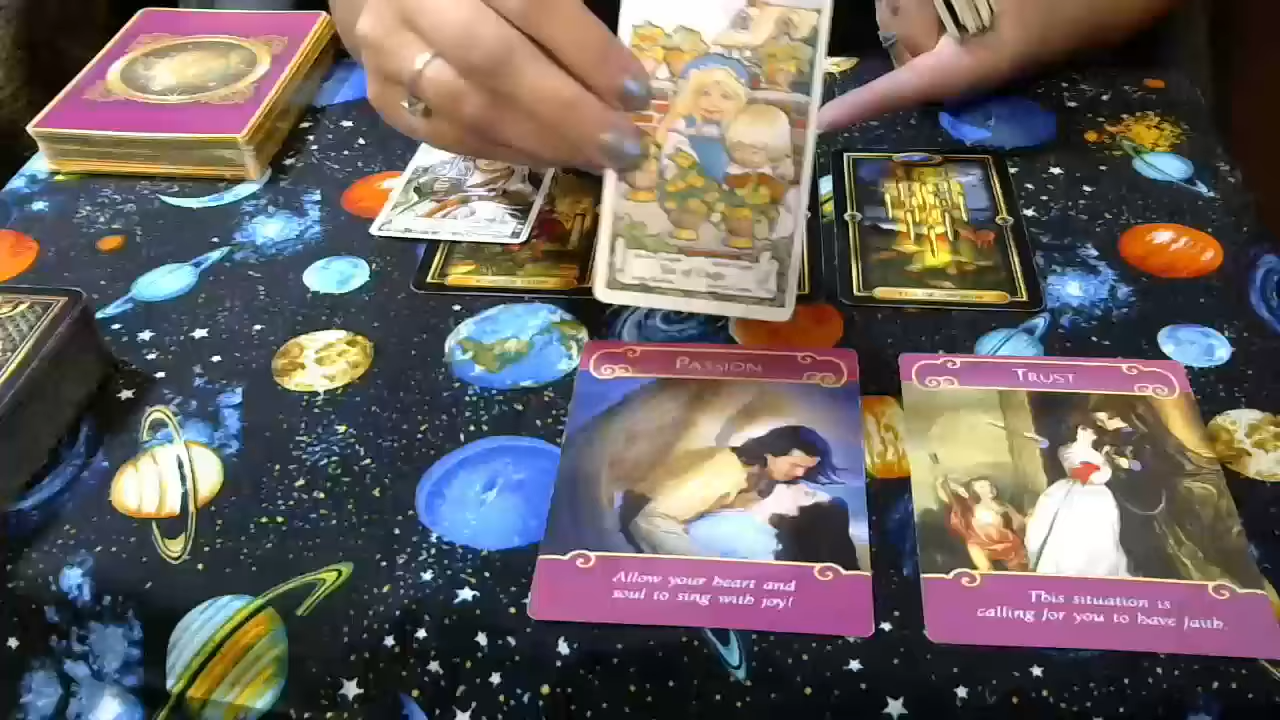 PASSION
Allow your heart and
soul to sing with joy!
TRUST
This situation is
calling for you to have faith.